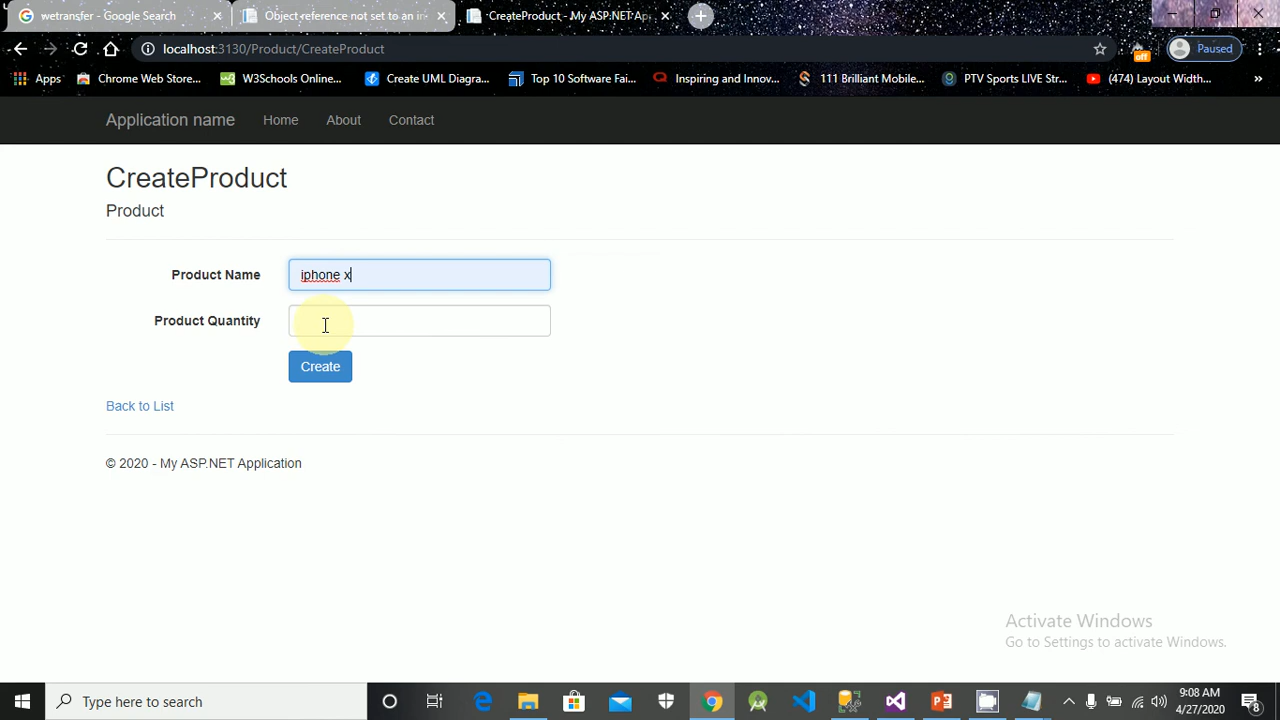 wetransfer - Google Search
Object reference not set to an in
CreateProduct - My ASP.NET Ap
localhost:3130/Product/CreateProduct
Paused
off
Apps
Chrome Web Store...
W3Schools Online...
Create UML Diagra...
Top 10 Software Fai...
Inspiring and Innov...
111 Brilliant Mobile...
PTV Sports LIVE Str...
(474) Layout Width...
»
Application name
Home
About
Contact
CreateProduct
Product
Product Name
iphone x
Product Quantity
Create
Back to List
© 2020 - My ASP.NET Application
Activate Windows
Go to Settings to activate Windows.
Type here to search
9:08 AM
4/27/2020
8